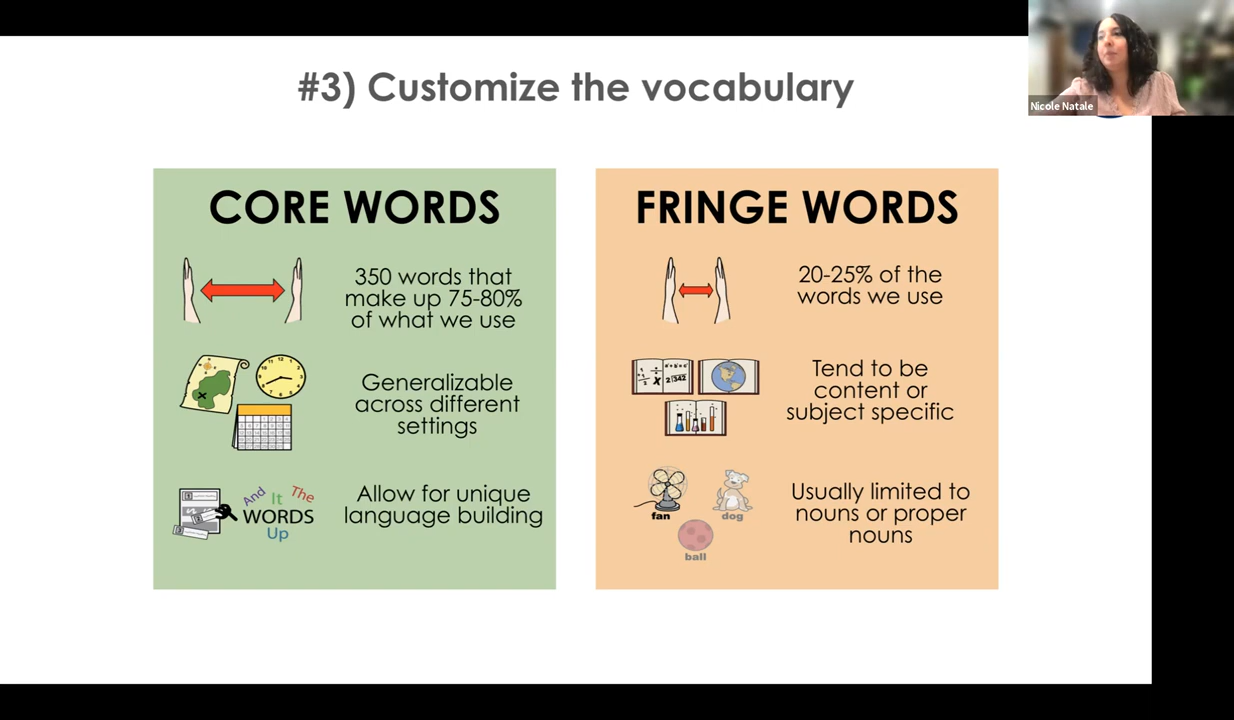 #3) Customize the vocabulary
Nicole Natale
CORE WORDS
350 words that
make up 75-80%
of what we use
Generalizable
across different
settings
And
It
The
WORDS
Up
Allow for unique
language building
FRINGE WORDS
20-25% of the
words we use
Tend to be
content or
subject specific
fan
dog
ball
Usually limited to
nouns or proper
nouns